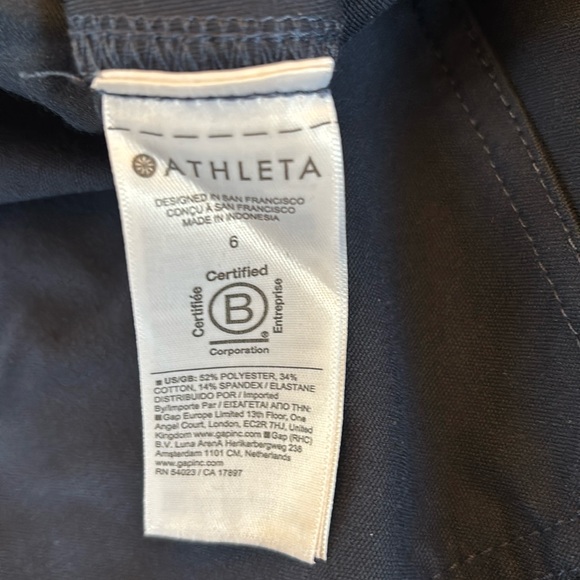 ATHLETA
DESIGNED IN SAN FRANCISCO
CONÇU À SAN FRANCISCO
MADE IN INDONESIA
6
Certified
Certifiée
B
Entreprise
®
Corporation
US/GB: 52% POLYESTER, 34%
COTTON, 14% SPANDEX / ELASTANE
DISTRIBUIDO POR / Imported
By/Importe Par / ΕΙΣΑΓΕΤΑΙ ΑΠΟ ΤΗΝ:
Gap Europe Limited 13th Floor, One
Angel Court, London, EC2R 7HJ, United
Kingdom www.gapinc.com Gap (RHC)
B.V. Luna ArenA Herikerbergweg 238
Amsterdam 1101 CM, Netherlands
www.gapinc.com
RN 54023 / CA 17897